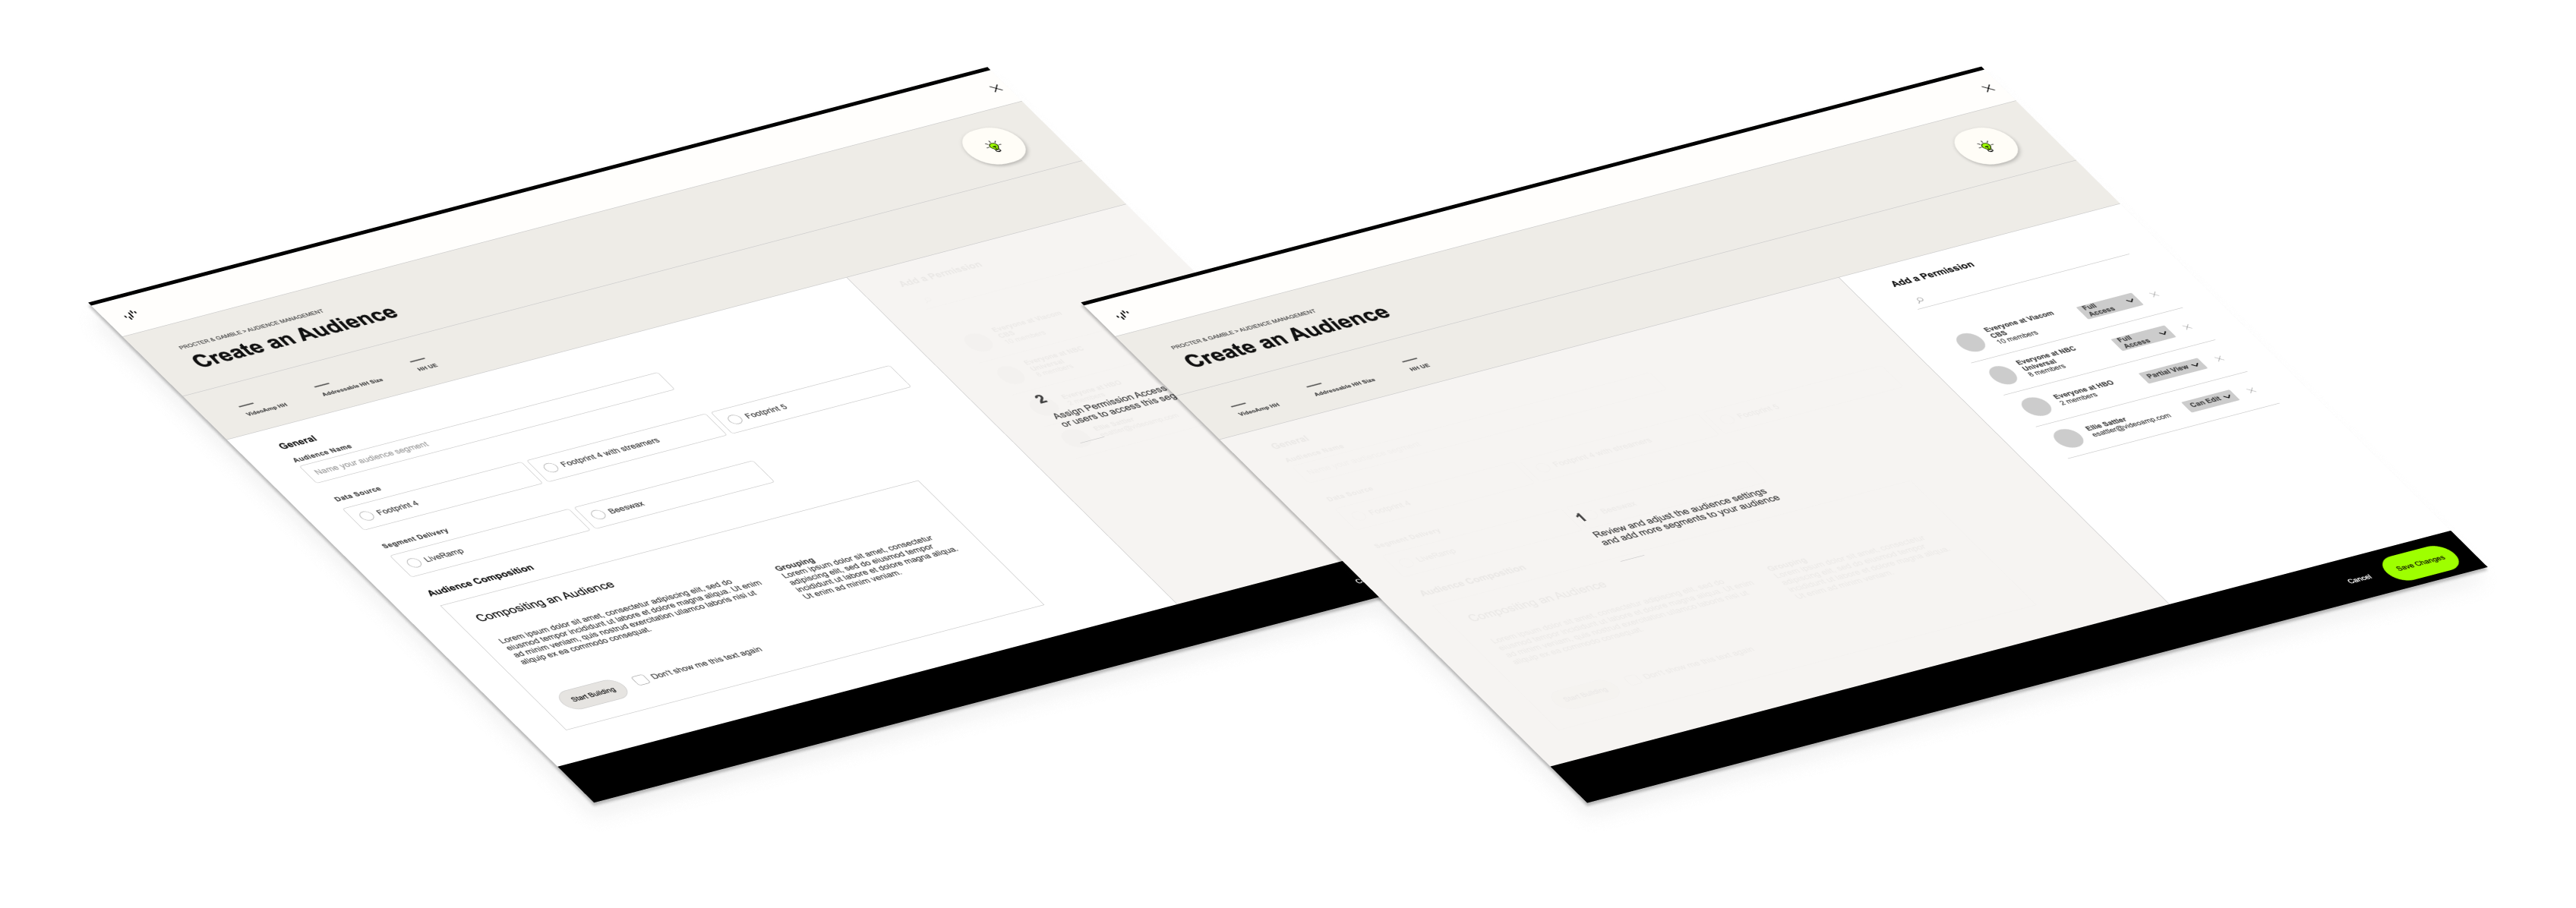 PROCTER & GAMBLE > AUDIENCE MANAGEMENT
Create an Audience
VideoAmp HH
Addressable HH Size
HH UE
General
Audience Name
Name your audience segment
Data Source
Footprint 4
Footprint 4 with streamers
Footprint 5
Segment Delivery
LiveRamp
Beeswax
Audience Composition
Compositing an Audience
Lorem ipsum dolor sit amet, consectetur adipiscing elit, sed do
eiusmod tempor incididunt ut labore et dolore magna aliqua. Ut enim
ad minim veniam, quis nostrud exercitation ullamco laboris nisi ut
aliquip ex ea commodo consequat.
Grouping
Lorem ipsum dolor sit amet, consectetur
adipiscing elit, sed do eiusmod tempor
incididunt ut labore et dolore magna aliqua.
Ut enim ad minim veniam.
Start Building
Don't show me this text again
Add a Permission
2
Assign Permission Access
or users to access this seg
PROCTER & GAMBLE > AUDIENCE MANAGEMENT
Create an Audience
VideoAmp HH
Addressable HH Size
HH UE
General
Audience Composition
Compositing an Audience
1
Review and adjust the audience settings
and add more segments to your audience
Add a Permission
Everyone at Viacom
CBS
10 members
Full
Access
Everyone at NBC
Universal
8 members
Full
Access
Everyone at HBO
2 members
Partial View
Ellie Sattler
esattler@videoamp.com
Can Edit
Cancel
Save Changes